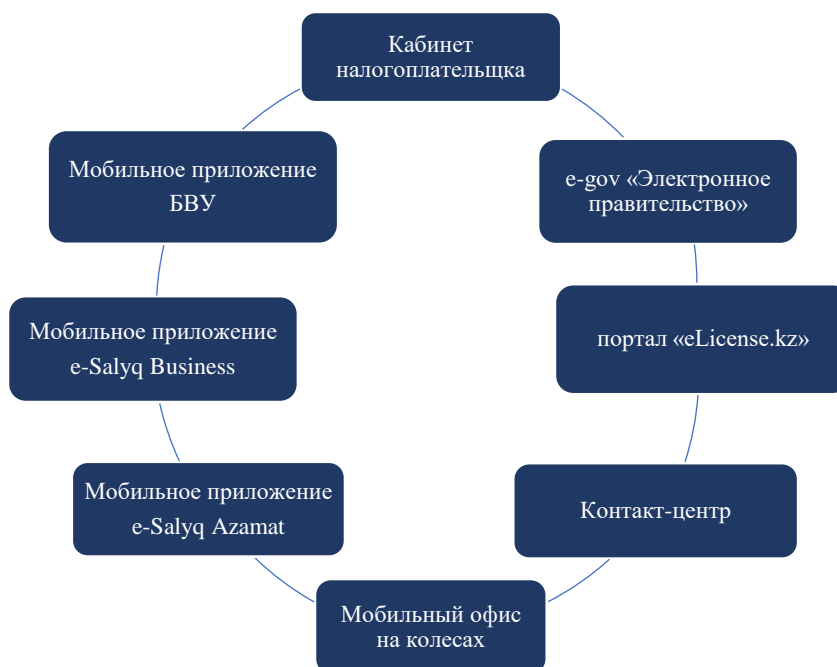 Кабинет
налогоплательщка
e-gov «Электронное
правительство»
портал «eLicense.kz»
Контакт-центр
Мобильный офис
на колесах
Мобильное приложение
e-Salyq Azamat
Мобильное приложение
e-Salyq Business
Мобильное приложение
БВУ